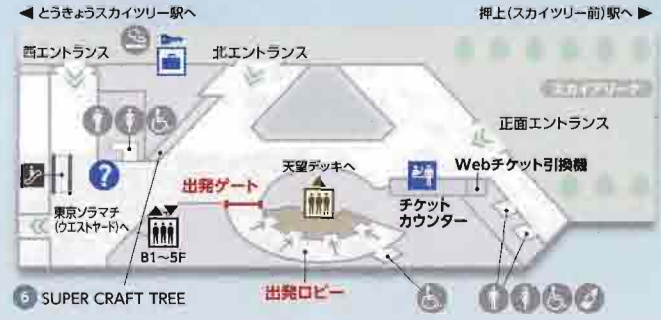 ◀ とうきょうスカイツリー駅へ
押上(スカイツリー前)駅へ ▶
西エントランス
北エントランス
スカイアリーナ
正面エントランス
天望デッキへ
Webチケット引換機
出発ゲート
チケット
カウンター
?
東京ソラマチ
(ウエストヤード)へ
B1～5F
6 SUPER CRAFT TREE
出発ロビー